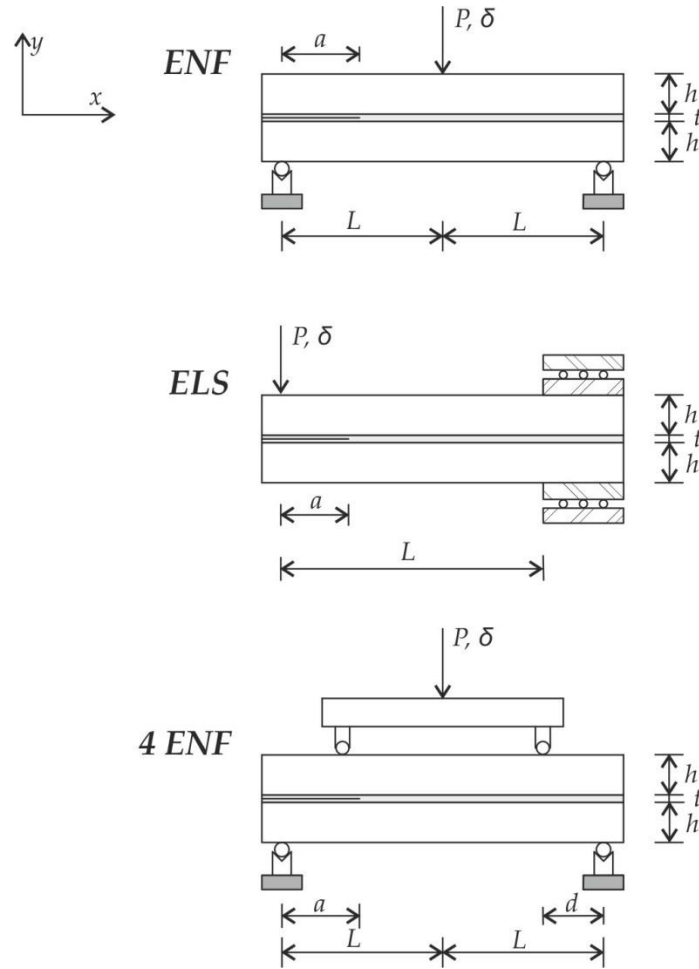 y
x
ENF
a
P, δ
h
t
h
L
L
P, δ
ELS
h
t
h
a
L
P, δ
4 ENF
h
t
h
a
d
L
L